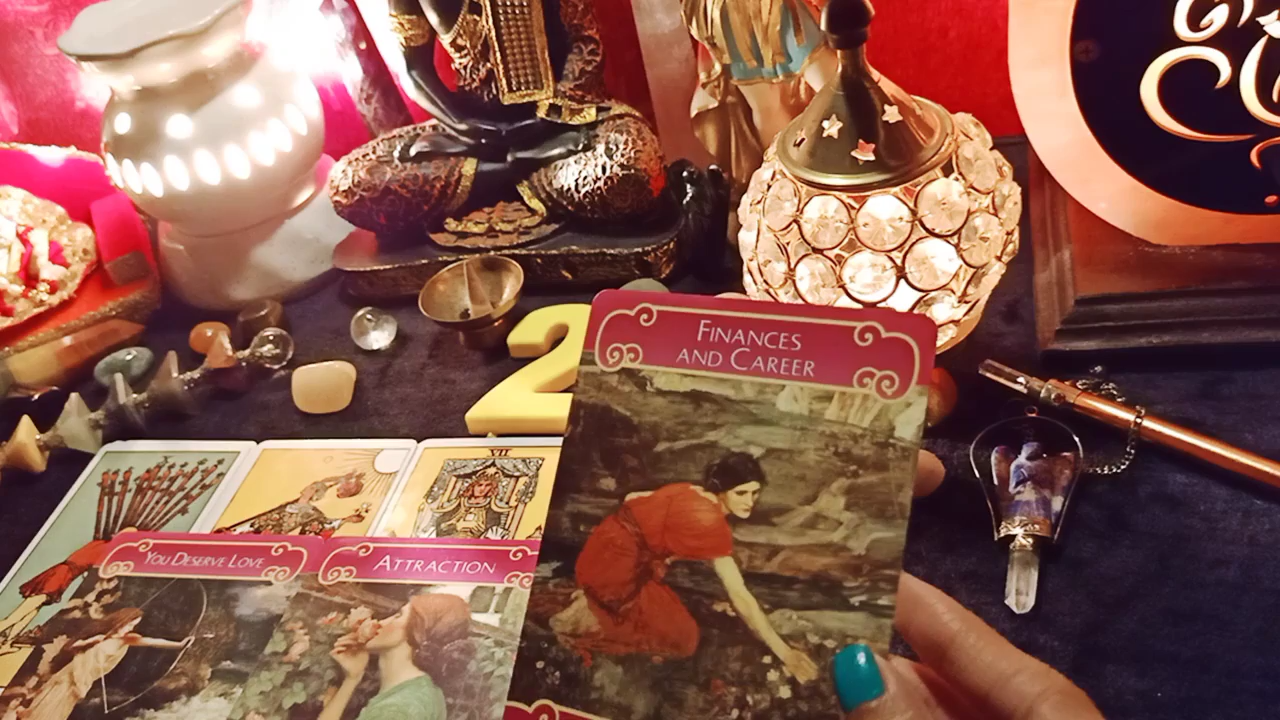 2
FINANCES
AND CAREER
X
VII
YOU DESERVE LOVE
ATTRACTION